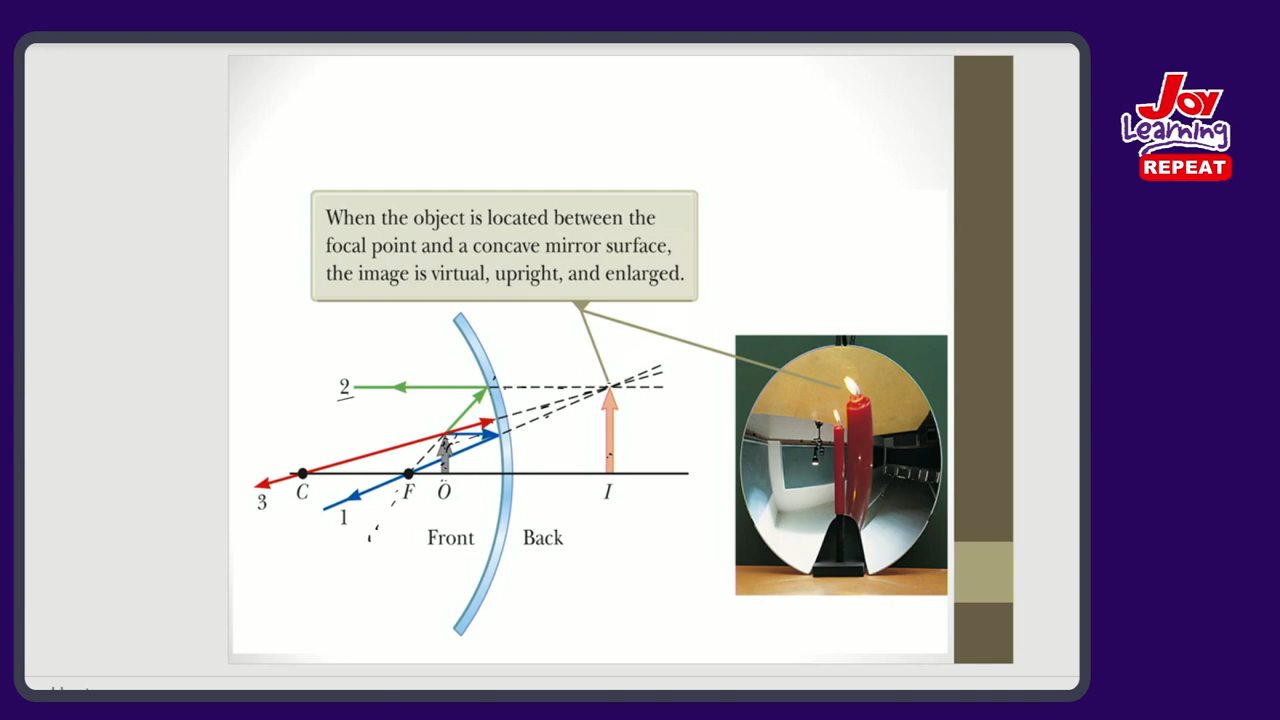 Joy
Learning
REPEAT
When the object is located between the
focal point and a concave mirror surface,
the image is virtual, upright, and enlarged.
2
3
C
F
O
I
1
Front
Back